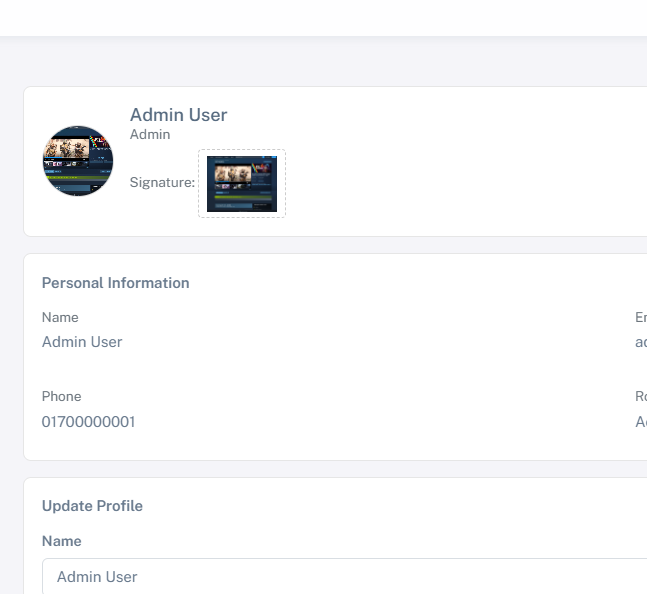 Admin User
Admin
Signature:
Personal Information
Name
Admin User
Phone
01700000001
Update Profile
Name
Admin User